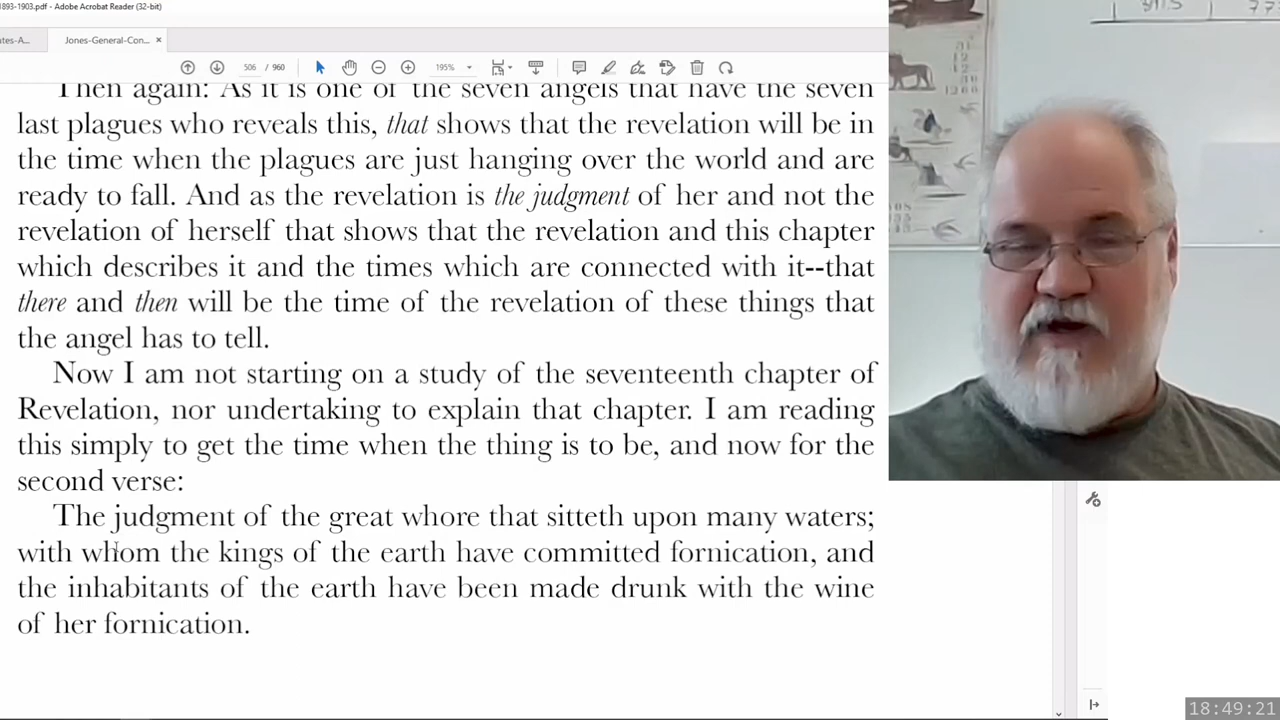 1893-1903.pdf - Adobe Acrobat Reader (32-bit)
tes-A...
Jones-General-Con...
506 / 960
195%
Then again: As it is one of the seven angels that have the seven
last plagues who reveals this, that shows that the revelation will be in
the time when the plagues are just hanging over the world and are
ready to fall. And as the revelation is the judgment of her and not the
revelation of herself that shows that the revelation and this chapter
which describes it and the times which are connected with it--that
there and then will be the time of the revelation of these things that
the angel has to tell.
Now I am not starting on a study of the seventeenth chapter of
Revelation, nor undertaking to explain that chapter. I am reading
this simply to get the time when the thing is to be, and now for the
second verse:
The judgment of the great whore that sitteth upon many waters;
with whom the kings of the earth have committed fornication, and
the inhabitants of the earth have been made drunk with the wine
of her fornication.
18:49:21